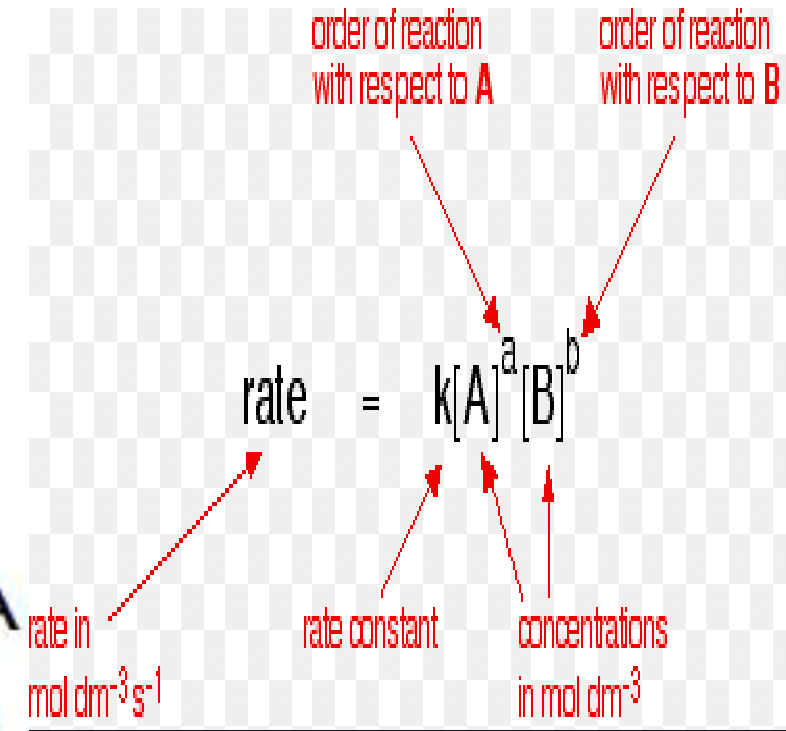 order of reaction
with respect to A
order of reaction
with respect to B
rate = k[A]ᵃ[B]ᵇ
A
rate in
mol dm⁻³ s⁻¹
rate constant
concentrations
in mol dm⁻³